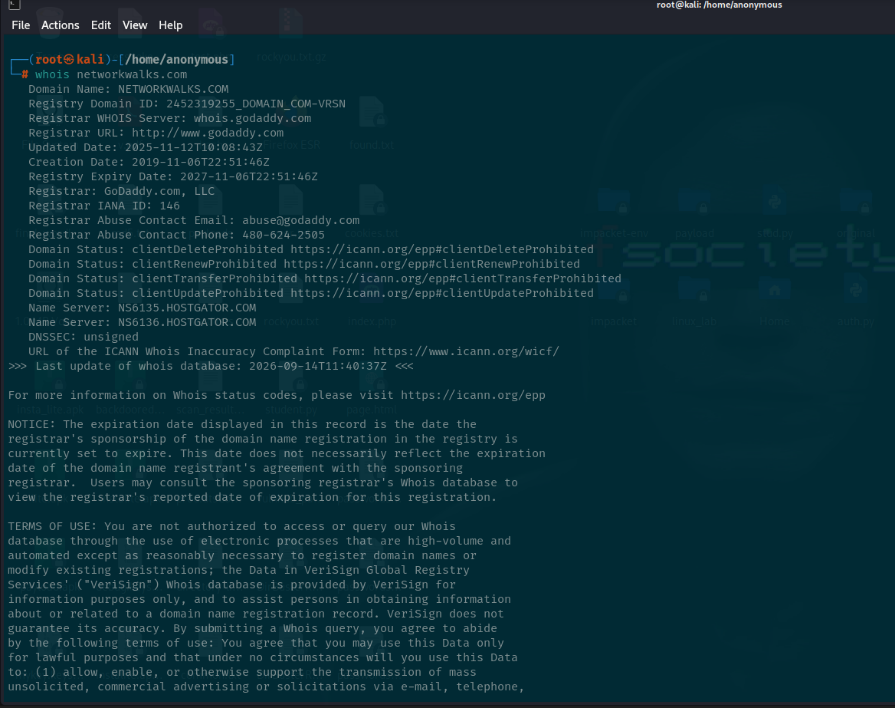 root@kali: /home/anonymous
File Actions Edit View Help
rockyou.txt.gz
┌──(root㉿kali)-[/home/anonymous]
└─# whois networkwalks.com
Domain Name: NETWORKWALKS.COM
Registry Domain ID: 2452319255_DOMAIN_COM-VRSN
Registrar WHOIS Server: whois.godaddy.com
Registrar URL: http://www.godaddy.com
Updated Date: 2025-11-12T10:08:43Z
Creation Date: 2019-11-06T22:51:46Z
Registry Expiry Date: 2027-11-06T22:51:46Z
Registrar: GoDaddy.com, LLC
Registrar IANA ID: 146
Registrar Abuse Contact Email: abuse@godaddy.com
Registrar Abuse Contact Phone: 480-624-2505
Domain Status: clientDeleteProhibited https://icann.org/epp#clientDeleteProhibited
Domain Status: clientRenewProhibited https://icann.org/epp#clientRenewProhibited
Domain Status: clientTransferProhibited https://icann.org/epp#clientTransferProhibited
Domain Status: clientUpdateProhibited https://icann.org/epp#clientUpdateProhibited
society
Name Server: NS6135.HOSTGATOR.COM
Name Server: NS6136.HOSTGATOR.COM
DNSSEC: unsigned
URL of the ICANN Whois Inaccuracy Complaint Form: https://www.icann.org/wicf/
>>> Last update of whois database: 2026-09-14T11:40:37Z <<<
For more information on Whois status codes, please visit https://icann.org/epp
NOTICE: The expiration date displayed in this record is the date the
registrar's sponsorship of the domain name registration in the registry is
currently set to expire. This date does not necessarily reflect the expiration
date of the domain name registrant's agreement with the sponsoring
registrar.  Users may consult the sponsoring registrar's Whois database to
view the registrar's reported date of expiration for this registration.
TERMS OF USE: You are not authorized to access or query our Whois
database through the use of electronic processes that are high-volume and
automated except as reasonably necessary to register domain names or
modify existing registrations; the Data in VeriSign Global Registry
Services' ("VeriSign") Whois database is provided by VeriSign for
information purposes only, and to assist persons in obtaining information
about or related to a domain name registration record. VeriSign does not
guarantee its accuracy. By submitting a Whois query, you agree to abide
by the following terms of use: You agree that you may use this Data only
for lawful purposes and that under no circumstances will you use this Data
to: (1) allow, enable, or otherwise support the transmission of mass
unsolicited, commercial advertising or solicitations via e-mail, telephone,